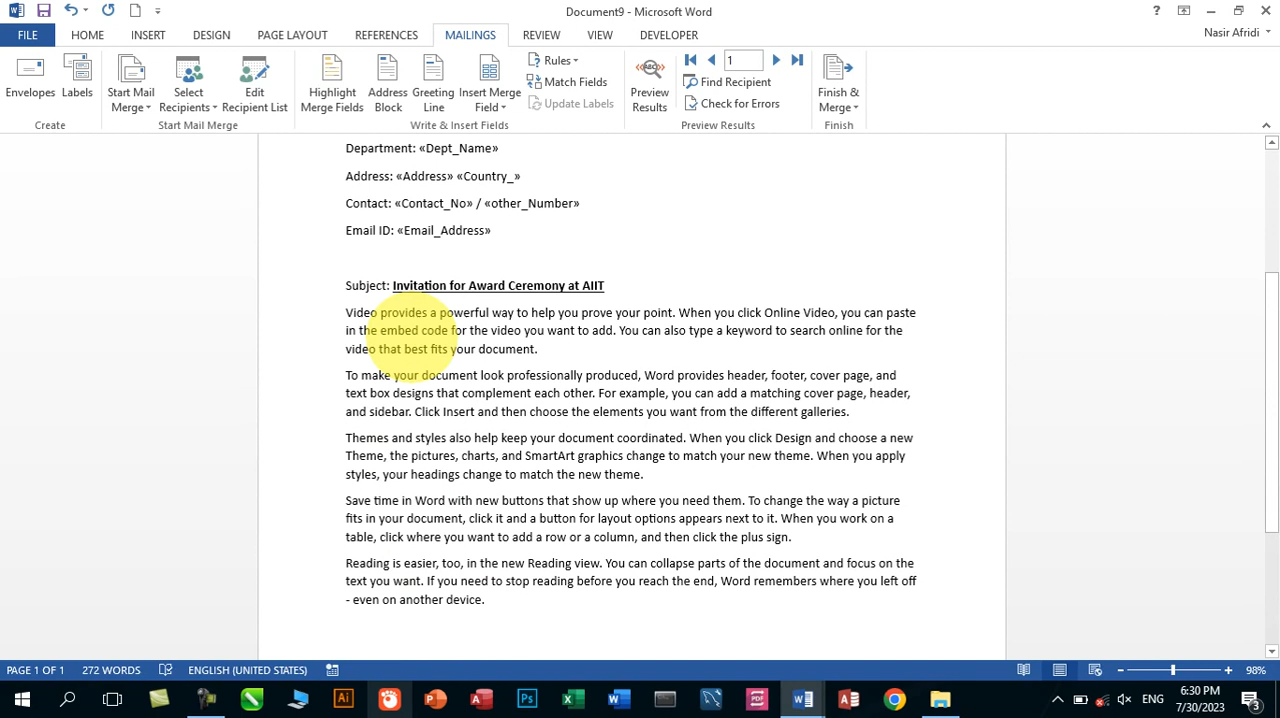 Document9 - Microsoft Word
?
FILE
HOME
INSERT
DESIGN
PAGE LAYOUT
REFERENCES
MAILINGS
REVIEW
VIEW
DEVELOPER
Nasir Afridi
Envelopes
Labels
Start Mail
Merge
Select
Recipients
Edit
Recipient List
Highlight
Merge Fields
Address
Block
Greeting
Line
Insert Merge
Field
Rules
Match Fields
Update Labels
ABC
Preview
Results
1
Find Recipient
Check for Errors
Finish &
Merge
Create
Start Mail Merge
Write & Insert Fields
Preview Results
Finish
Department: «Dept_Name»
Address: «Address» «Country_»
Contact: «Contact_No» / «other_Number»
Email ID: «Email_Address»
Subject: Invitation for Award Ceremony at AIIT
Video provides a powerful way to help you prove your point. When you click Online Video, you can paste
in the embed code for the video you want to add. You can also type a keyword to search online for the
video that best fits your document.
To make your document look professionally produced, Word provides header, footer, cover page, and
text box designs that complement each other. For example, you can add a matching cover page, header,
and sidebar. Click Insert and then choose the elements you want from the different galleries.
Themes and styles also help keep your document coordinated. When you click Design and choose a new
Theme, the pictures, charts, and SmartArt graphics change to match your new theme. When you apply
styles, your headings change to match the new theme.
Save time in Word with new buttons that show up where you need them. To change the way a picture
fits in your document, click it and a button for layout options appears next to it. When you work on a
table, click where you want to add a row or a column, and then click the plus sign.
Reading is easier, too, in the new Reading view. You can collapse parts of the document and focus on the
text you want. If you need to stop reading before you reach the end, Word remembers where you left off
- even on another device.
PAGE 1 OF 1
272 WORDS
ENGLISH (UNITED STATES)
98%
Ai
Ps
PDF
ENG
6:30 PM
7/30/2023
3